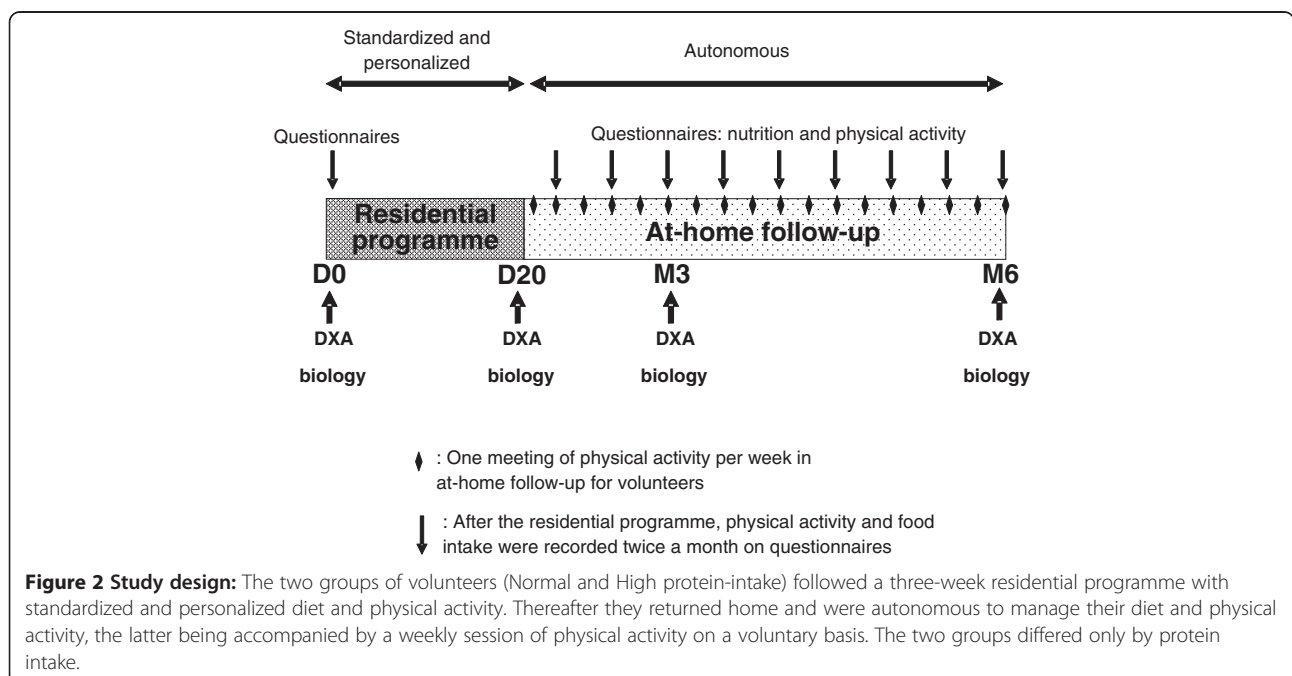 Standardized and
personalized
Autonomous
Questionnaires
Questionnaires: nutrition and physical activity
Residential
programme
At-home follow-up
D0 D20 M3 M6
DXA DXA DXA DXA
biology biology biology biology
: One meeting of physical activity per week in
at-home follow-up for volunteers
: After the residential programme, physical activity and food
intake were recorded twice a month on questionnaires
Figure 2 Study design: The two groups of volunteers (Normal and High protein-intake) followed a three-week residential programme with
standardized and personalized diet and physical activity. Thereafter they returned home and were autonomous to manage their diet and physical
activity, the latter being accompanied by a weekly session of physical activity on a voluntary basis. The two groups differed only by protein
intake.